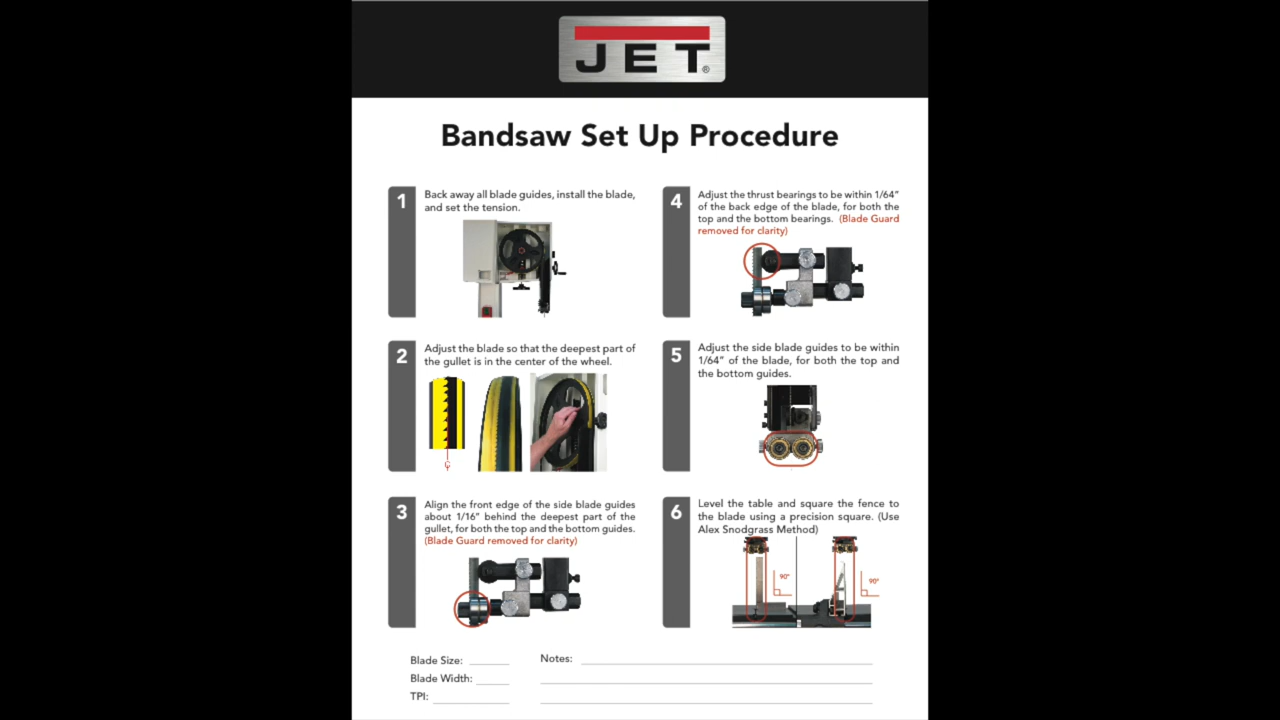 JET®
Bandsaw Set Up Procedure
1
Back away all blade guides, install the blade,
and set the tension.
2
Adjust the blade so that the deepest part of
the gullet is in the center of the wheel.
3
Align the front edge of the side blade guides
about 1/16” behind the deepest part of the
gullet, for both the top and the bottom guides.
(Blade Guard removed for clarity)
4
Adjust the thrust bearings to be within 1/64”
of the back edge of the blade, for both the
top and the bottom bearings. (Blade Guard
removed for clarity)
5
Adjust the side blade guides to be within
1/64” of the blade, for both the top and
the bottom guides.
6
Level the table and square the fence to
the blade using a precision square. (Use
Alex Snodgrass Method)
90°
90°
Blade Size:
Blade Width:
TPI:
Notes: